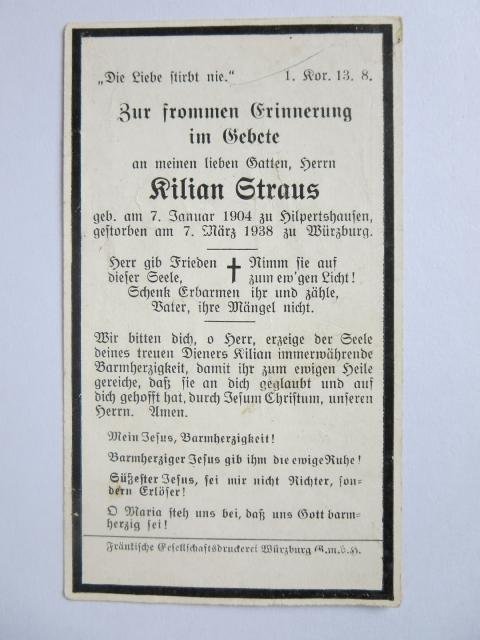 „Die Liebe stirbt nie.“ 1. Kor. 13. 8.
Zur frommen Erinnerung
im Gebete
an meinen lieben Gatten, Herrn
Kilian Straus
geb. am 7. Januar 1904 zu Hilpertshausen,
gestorben am 7. März 1938 zu Würzburg.
Herr gib Frieden
dieser Seele,
Nimm sie auf
zum ew'gen Licht!
Schenk Erbarmen ihr und zähle,
Vater, ihre Mängel nicht.
Wir bitten dich, o Herr, erzeige der Seele
deines treuen Dieners Kilian immerwährende
Barmherzigkeit, damit ihr zum ewigen Heile
gereiche, daß sie an dich geglaubt und auf
dich gehofft hat, durch Jesum Christum, unseren
Herrn. Amen.
Mein Jesus, Barmherzigkeit!
Barmherziger Jesus gib ihm die ewige Ruhe!
Süßester Jesus, sei mir nicht Richter, son-
dern Erlöser!
O Maria steh uns bei, daß uns Gott barm-
herzig sei!
Fränkische Gesellschaftsdruckerei Würzburg G.m.b.H.